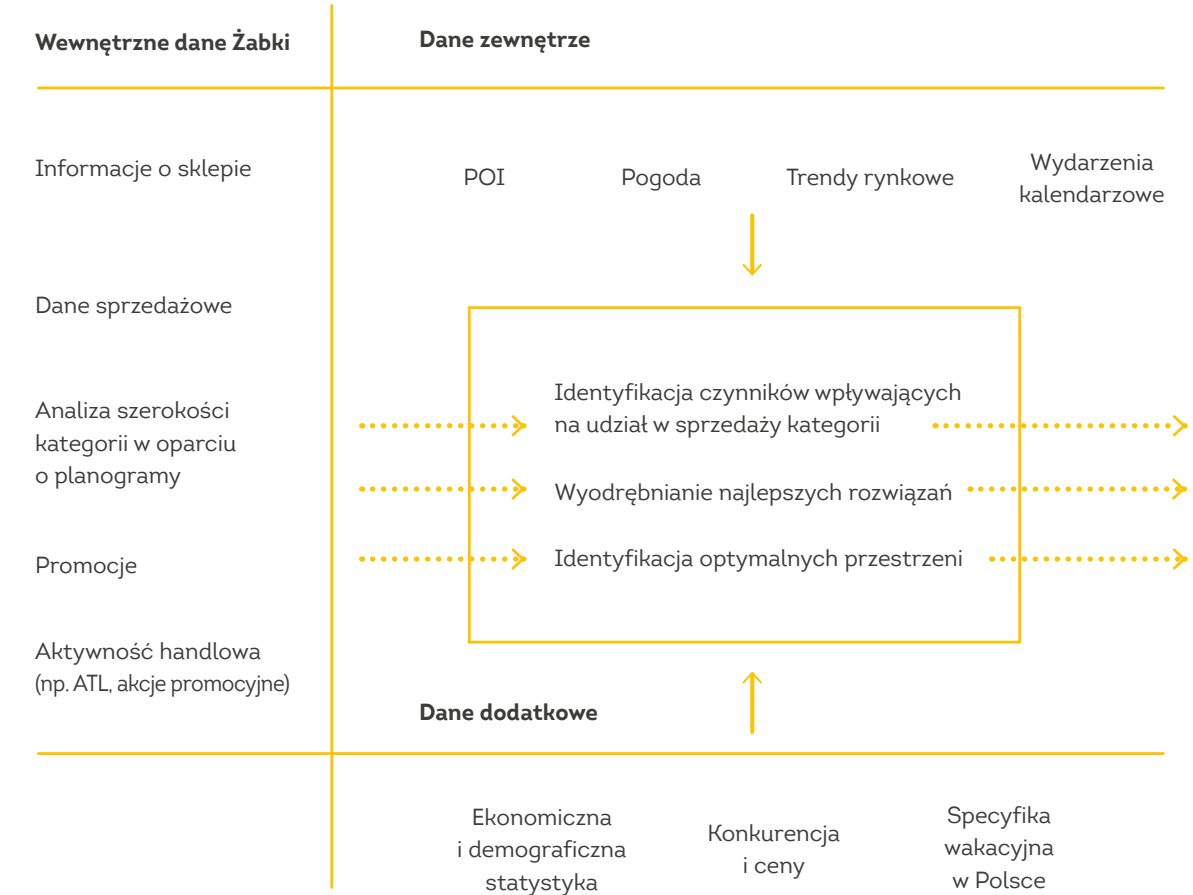 Wewnętrzne dane Żabki
Dane zewnętrze
Informacje o sklepie
POI
Pogoda
Trendy rynkowe
Wydarzenia
kalendarzowe
Dane sprzedażowe
Analiza szerokości
kategorii w oparciu
o planogramy
Identyfikacja czynników wpływających
na udział w sprzedaży kategorii
Wyodrębnianie najlepszych rozwiązań
Identyfikacja optymalnych przestrzeni
Promocje
Aktywność handlowa
(np. ATL, akcje promocyjne)
Dane dodatkowe
Ekonomiczna
i demograficzna
statystyka
Konkurencja
i ceny
Specyfika
wakacyjna
w Polsce